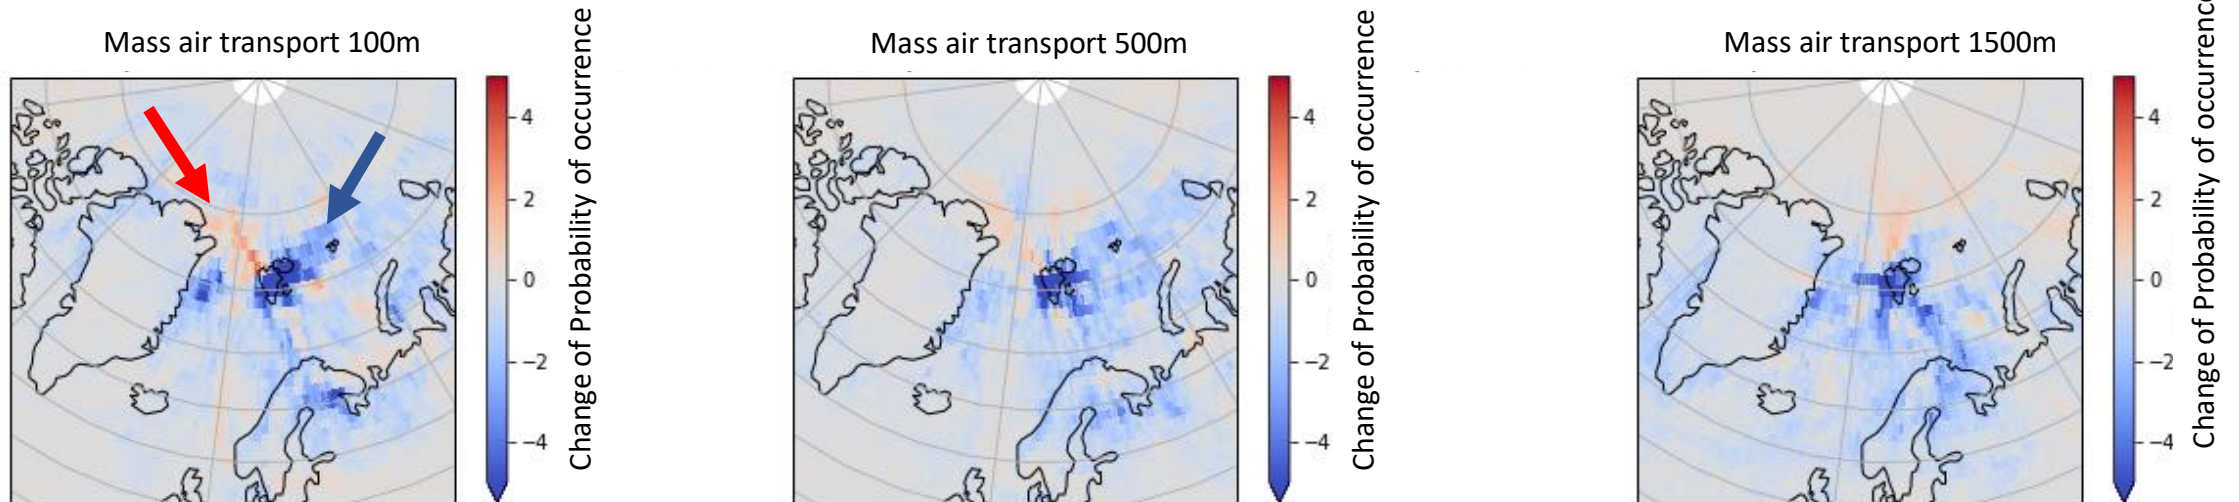 Mass air transport 100m
4
2
0
−2
−4
Change of Probability of occurrence
Mass air transport 500m
4
2
0
−2
−4
Change of Probability of occurrence
Mass air transport 1500m
4
2
0
−2
−4
Change of Probability of occurrence